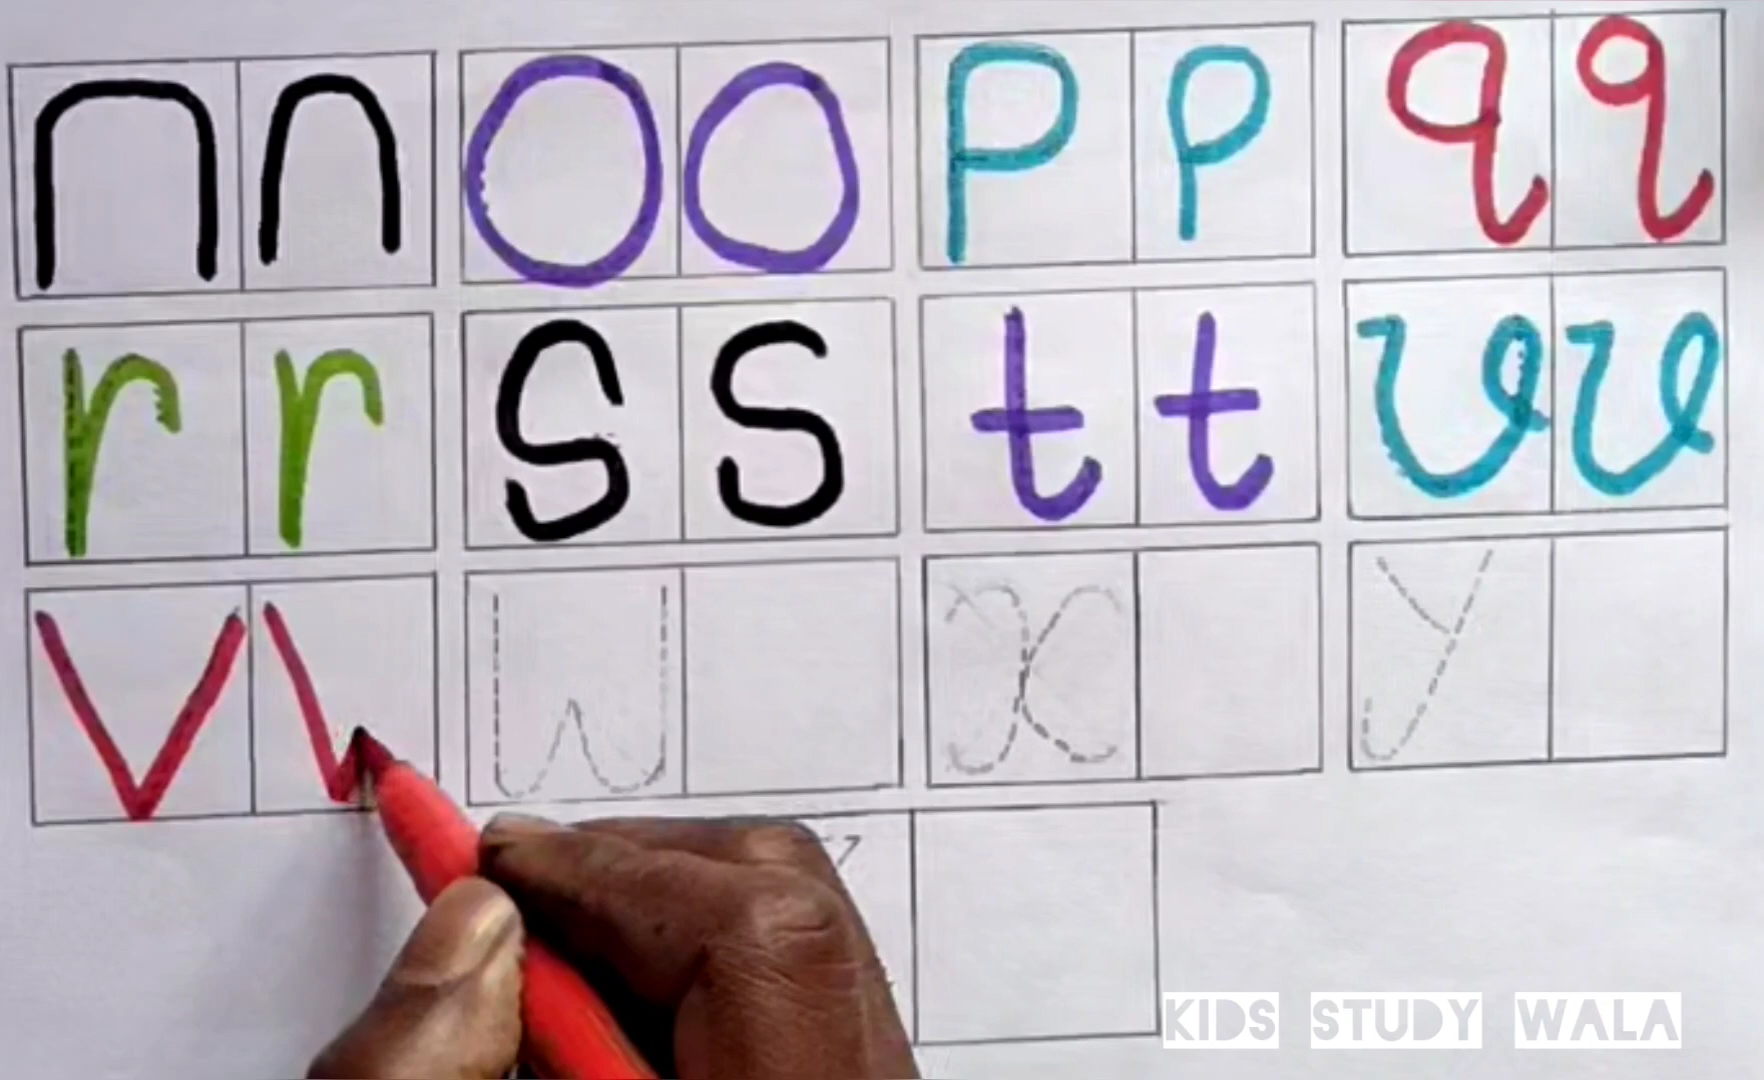 n n o o p p q q
r r s s t t u u
v w x y
KIDS STUDY WALA